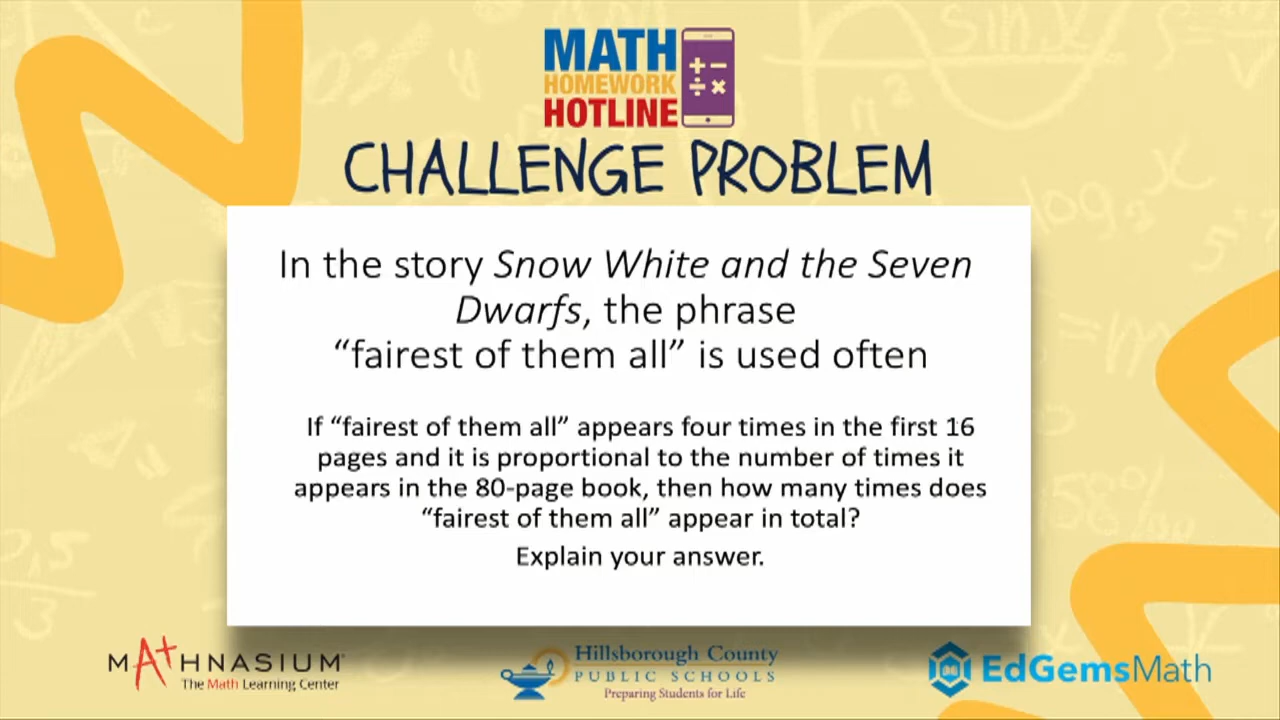 MATH
HOMEWORK
HOTLINE
CHALLENGE PROBLEM
In the story Snow White and the Seven
Dwarfs, the phrase
“fairest of them all” is used often
If “fairest of them all” appears four times in the first 16
pages and it is proportional to the number of times it
appears in the 80-page book, then how many times does
“fairest of them all” appear in total?
Explain your answer.
MATHNASIUM
The Math Learning Center
Hillsborough County
PUBLIC SCHOOLS
Preparing Students for Life
EdGemsMath